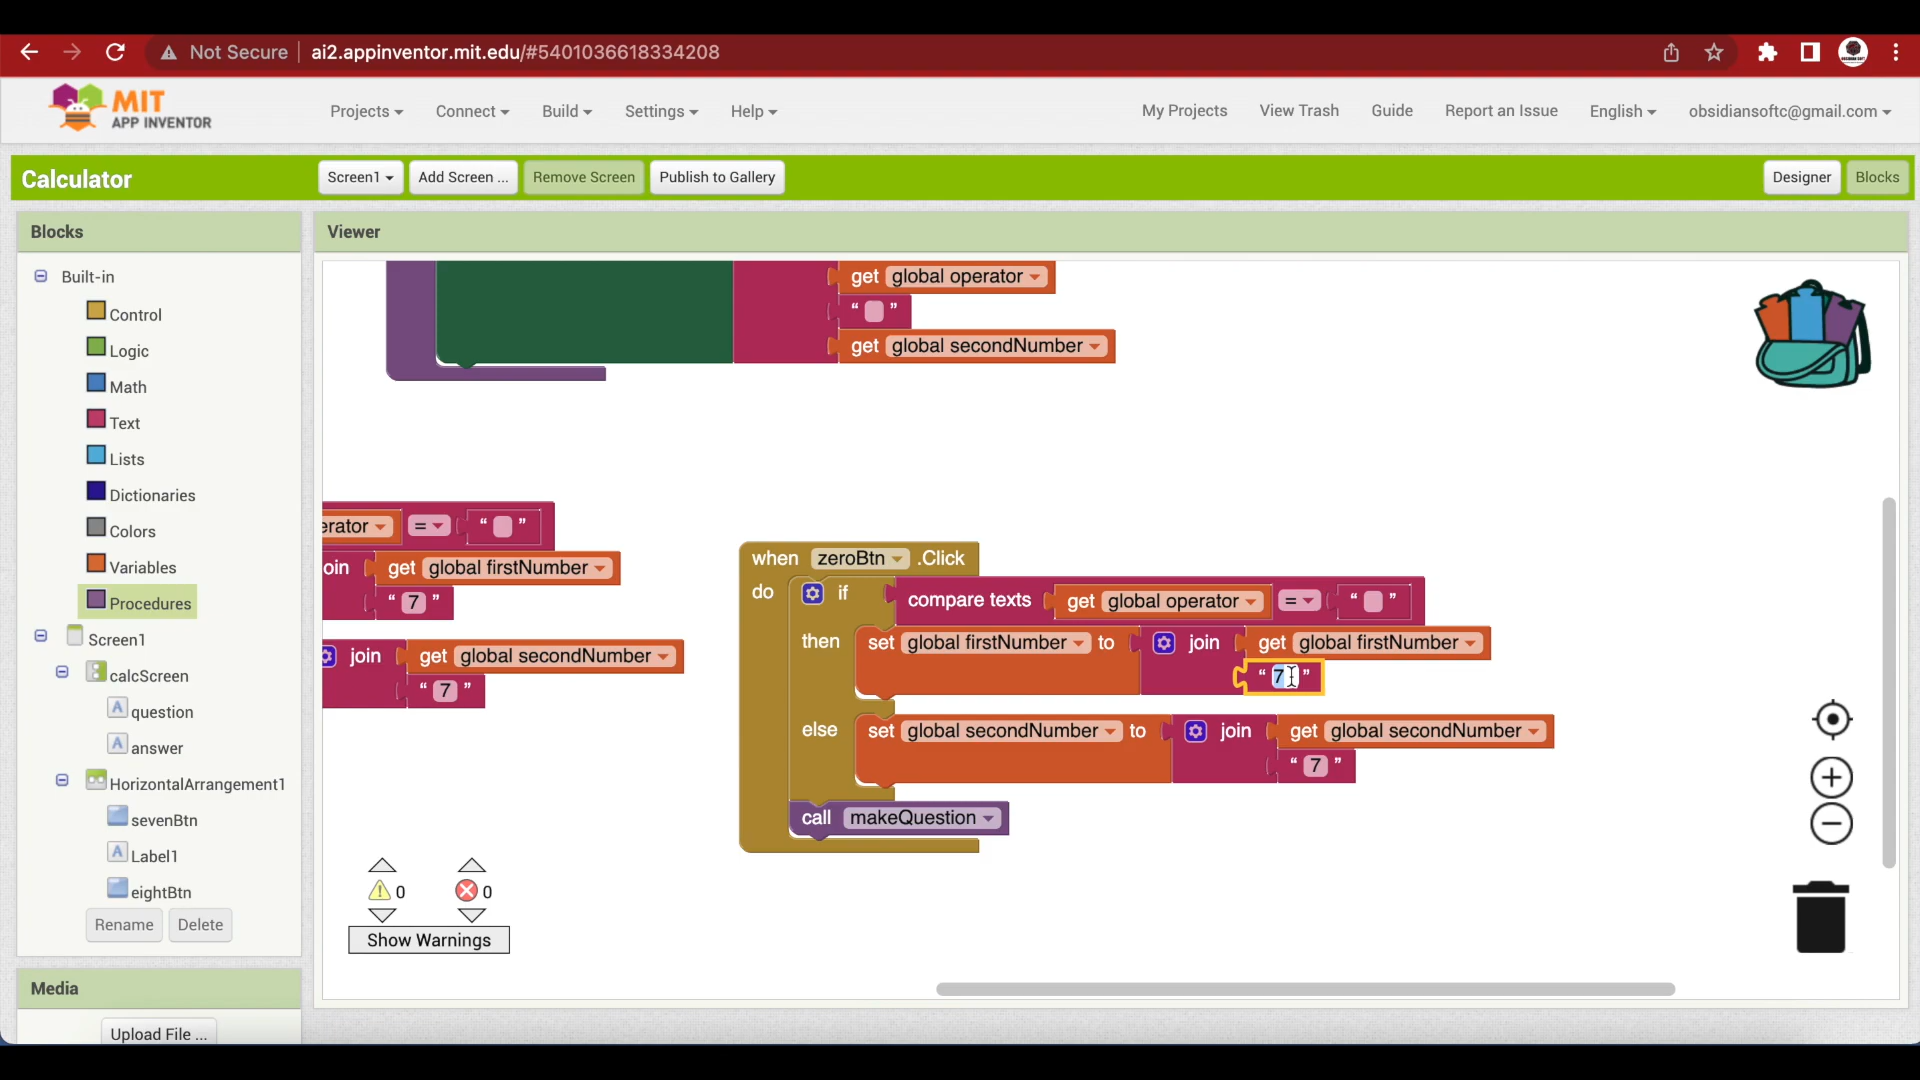 Not Secure
ai2.appinventor.mit.edu/#5401036618334208
MIT
APP INVENTOR
Projects
Connect
Build
Settings
Help
My Projects
View Trash
Guide
Report an Issue
English
obsidiansoftc@gmail.com
Calculator
Screen1
Add Screen ...
Remove Screen
Publish to Gallery
Designer
Blocks
Blocks
Built-in
Control
Logic
Math
Text
Lists
Dictionaries
Colors
Variables
Procedures
Screen1
calcScreen
question
answer
HorizontalArrangement1
sevenBtn
Label1
eightBtn
Rename
Delete
Media
Upload File ...
Viewer
get global operator
“ ”
get global secondNumber
erator = “ ”
oin get global firstNumber
“ 7 ”
join get global secondNumber
“ 7 ”
when zeroBtn .Click
do if compare texts get global operator = “ ”
then set global firstNumber to join get global firstNumber
“ 7 ”
else set global secondNumber to join get global secondNumber
“ 7 ”
call makeQuestion
0 0
Show Warnings